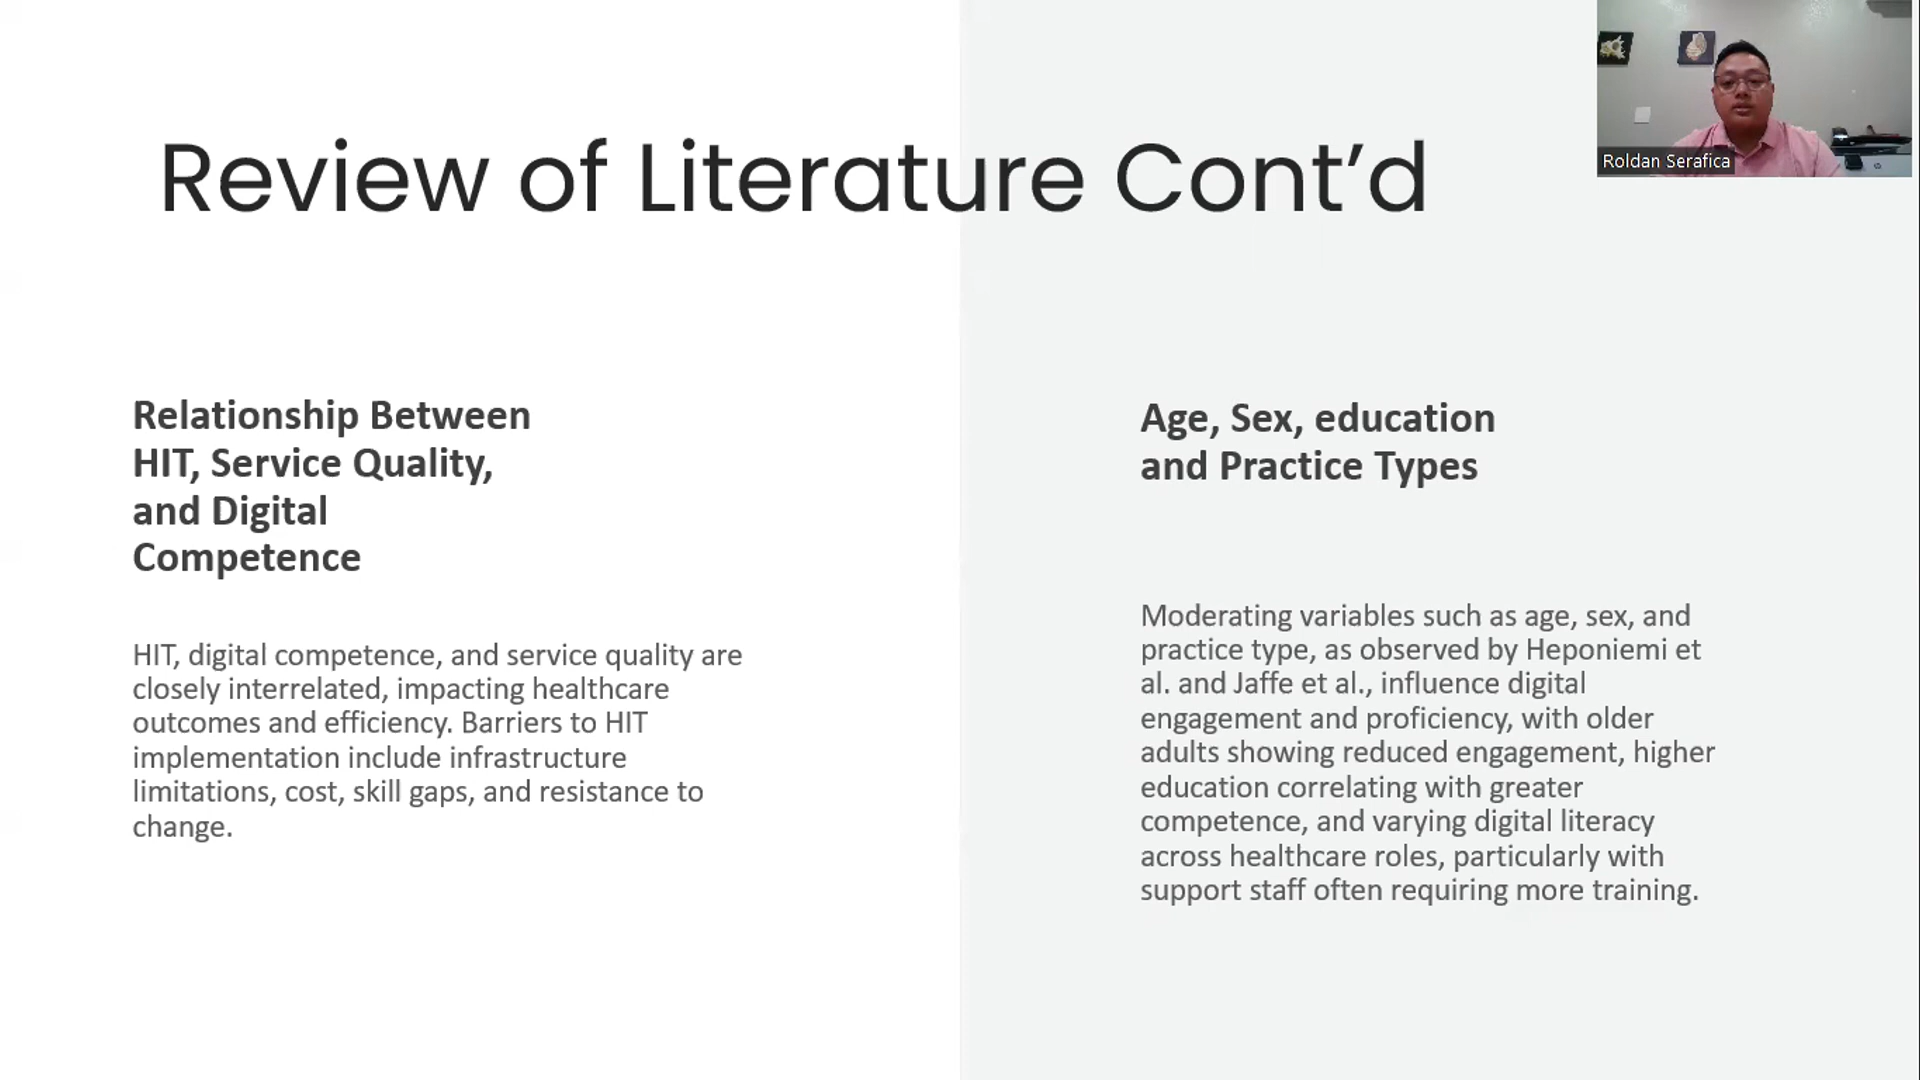 Review of Literature Cont’d
Roldan Serafica
Relationship Between
HIT, Service Quality,
and Digital
Competence
HIT, digital competence, and service quality are
closely interrelated, impacting healthcare
outcomes and efficiency. Barriers to HIT
implementation include infrastructure
limitations, cost, skill gaps, and resistance to
change.
Age, Sex, education
and Practice Types
Moderating variables such as age, sex, and
practice type, as observed by Heponiemi et
al. and Jaffe et al., influence digital
engagement and proficiency, with older
adults showing reduced engagement, higher
education correlating with greater
competence, and varying digital literacy
across healthcare roles, particularly with
support staff often requiring more training.